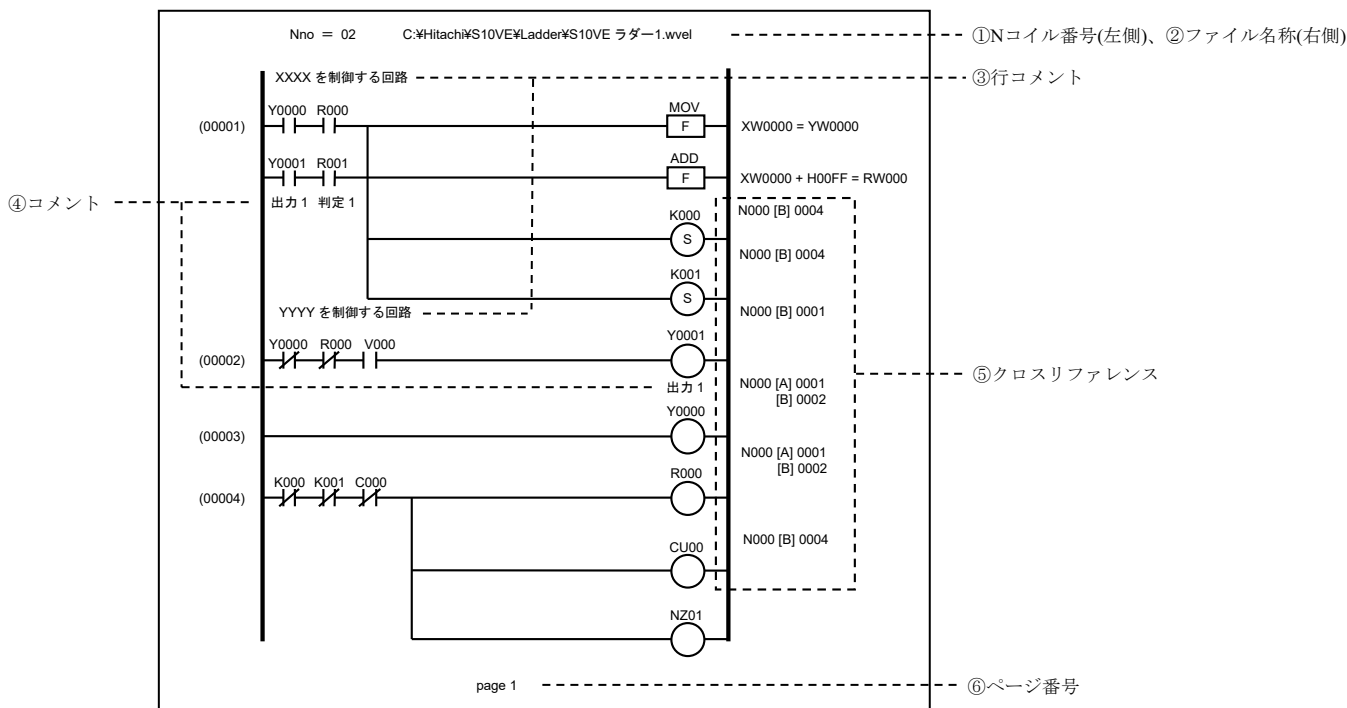 Nno = 02 C:¥Hitachi¥S10VE¥Ladder¥S10VE ラダー1.wvel
①Nコイル番号(左側)、②ファイル名称(右側)
XXXX を制御する回路
③行コメント
Y0000 R000 MOV
(00001) F XW0000 = YW0000
Y0001 R001 ADD
F XW0000 + H00FF = RW000
④コメント
出力 1 判定 1
N000 [B] 0004
K000
S
N000 [B] 0004
K001
S
N000 [B] 0001
YYYY を制御する回路
Y0000 R000 V000 Y0001
(00002)
⑤クロスリファレンス
出力 1
N000 [A] 0001
[B] 0002
Y0000
(00003)
N000 [A] 0001
[B] 0002
K000 K001 C000 R000
(00004)
N000 [B] 0004
CU00
NZ01
page 1
⑥ページ番号